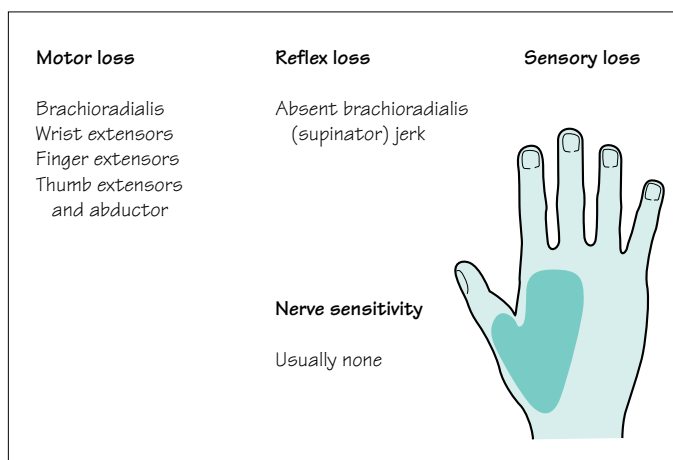 Motor loss
Brachioradialis
Wrist extensors
Finger extensors
Thumb extensors
and abductor
Reflex loss
Absent brachioradialis
(supinator) jerk
Nerve sensitivity
Usually none
Sensory loss